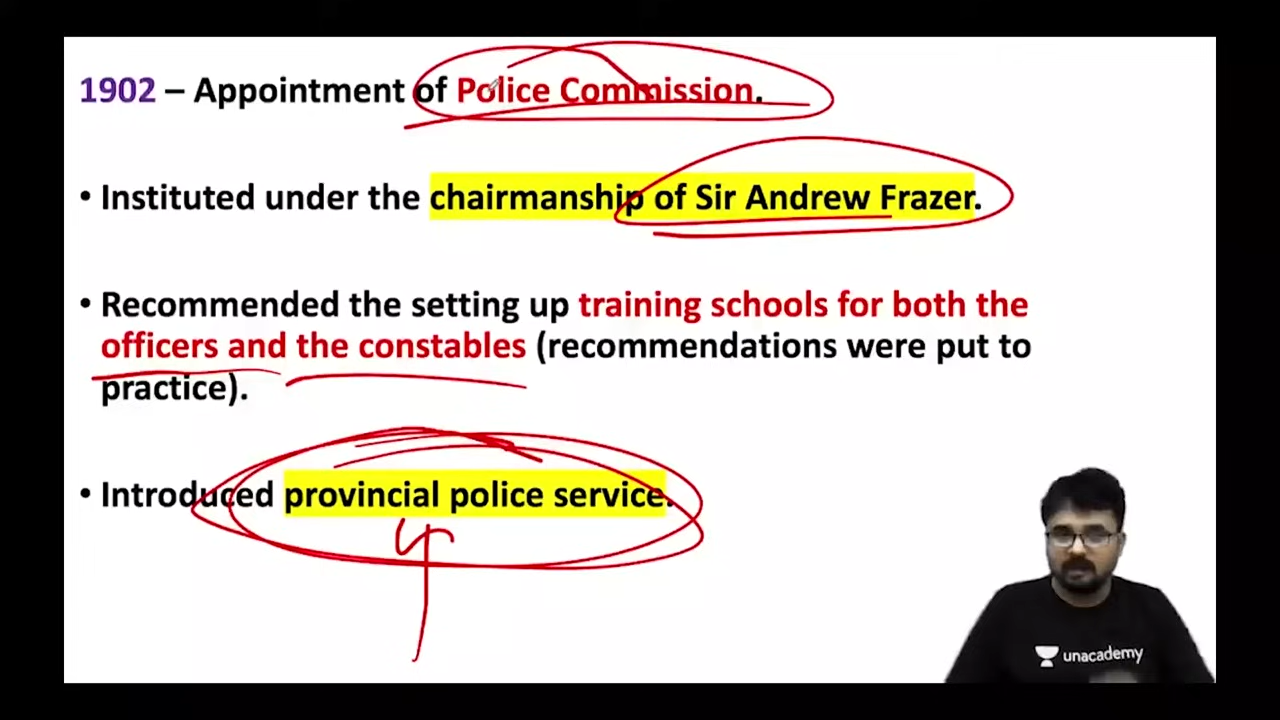 1902 – Appointment of Police Commission.
• Instituted under the chairmanship of Sir Andrew Frazer.
• Recommended the setting up training schools for both the
officers and the constables (recommendations were put to
practice).
• Introduced provincial police service.
unacademy